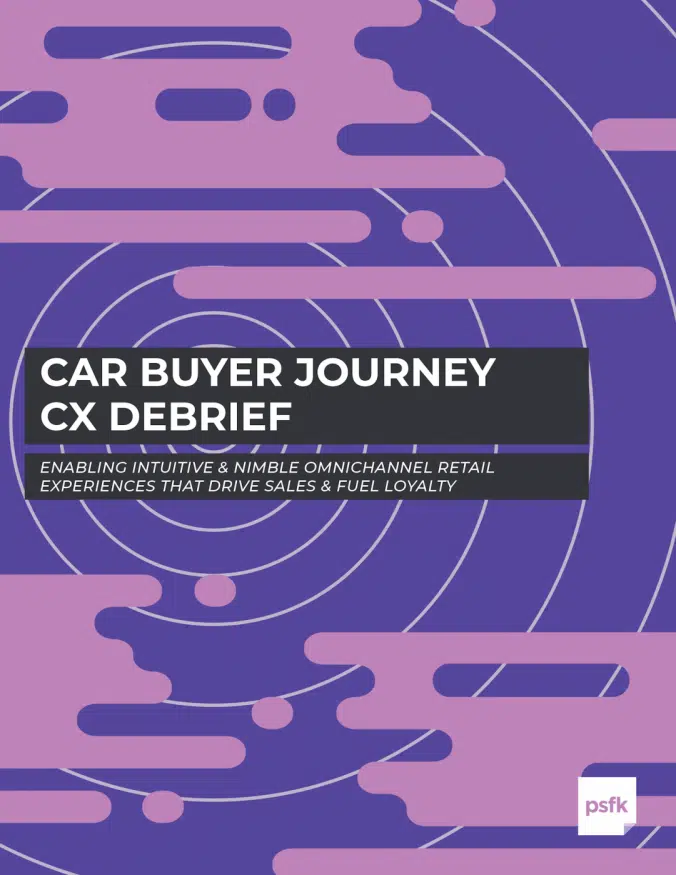 CAR BUYER JOURNEY
CX DEBRIEF
ENABLING INTUITIVE & NIMBLE OMNICHANNEL RETAIL
EXPERIENCES THAT DRIVE SALES & FUEL LOYALTY
psfk